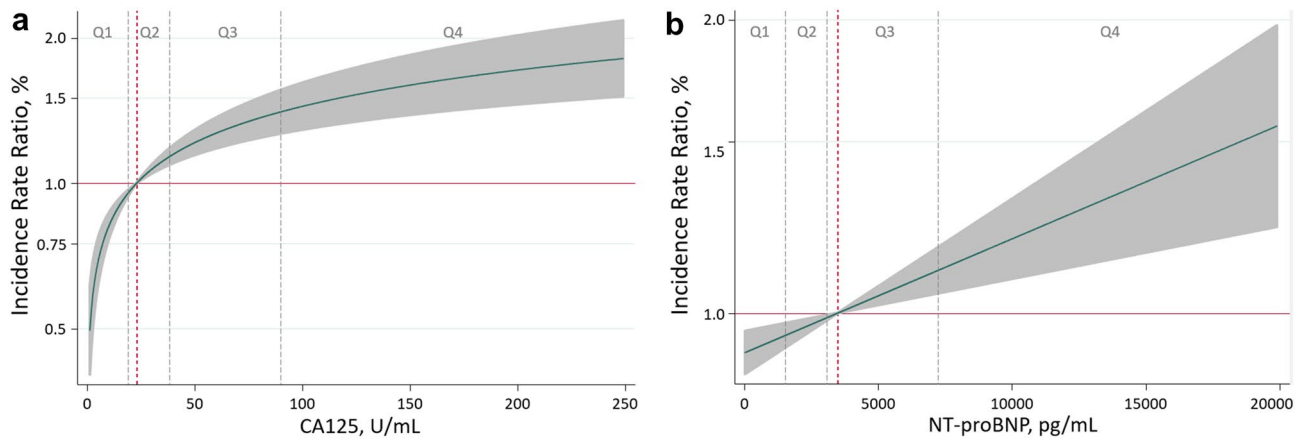 a
Q1 Q2 Q3 Q4
Incidence Rate Ratio, %
2.0
1.5
1.0
0.75
0.5
0 50 100 150 200 250
CA125, U/mL
b
Q1 Q2 Q3 Q4
Incidence Rate Ratio, %
2.0
1.5
1.0
0 5000 10000 15000 20000
NT-proBNP, pg/mL